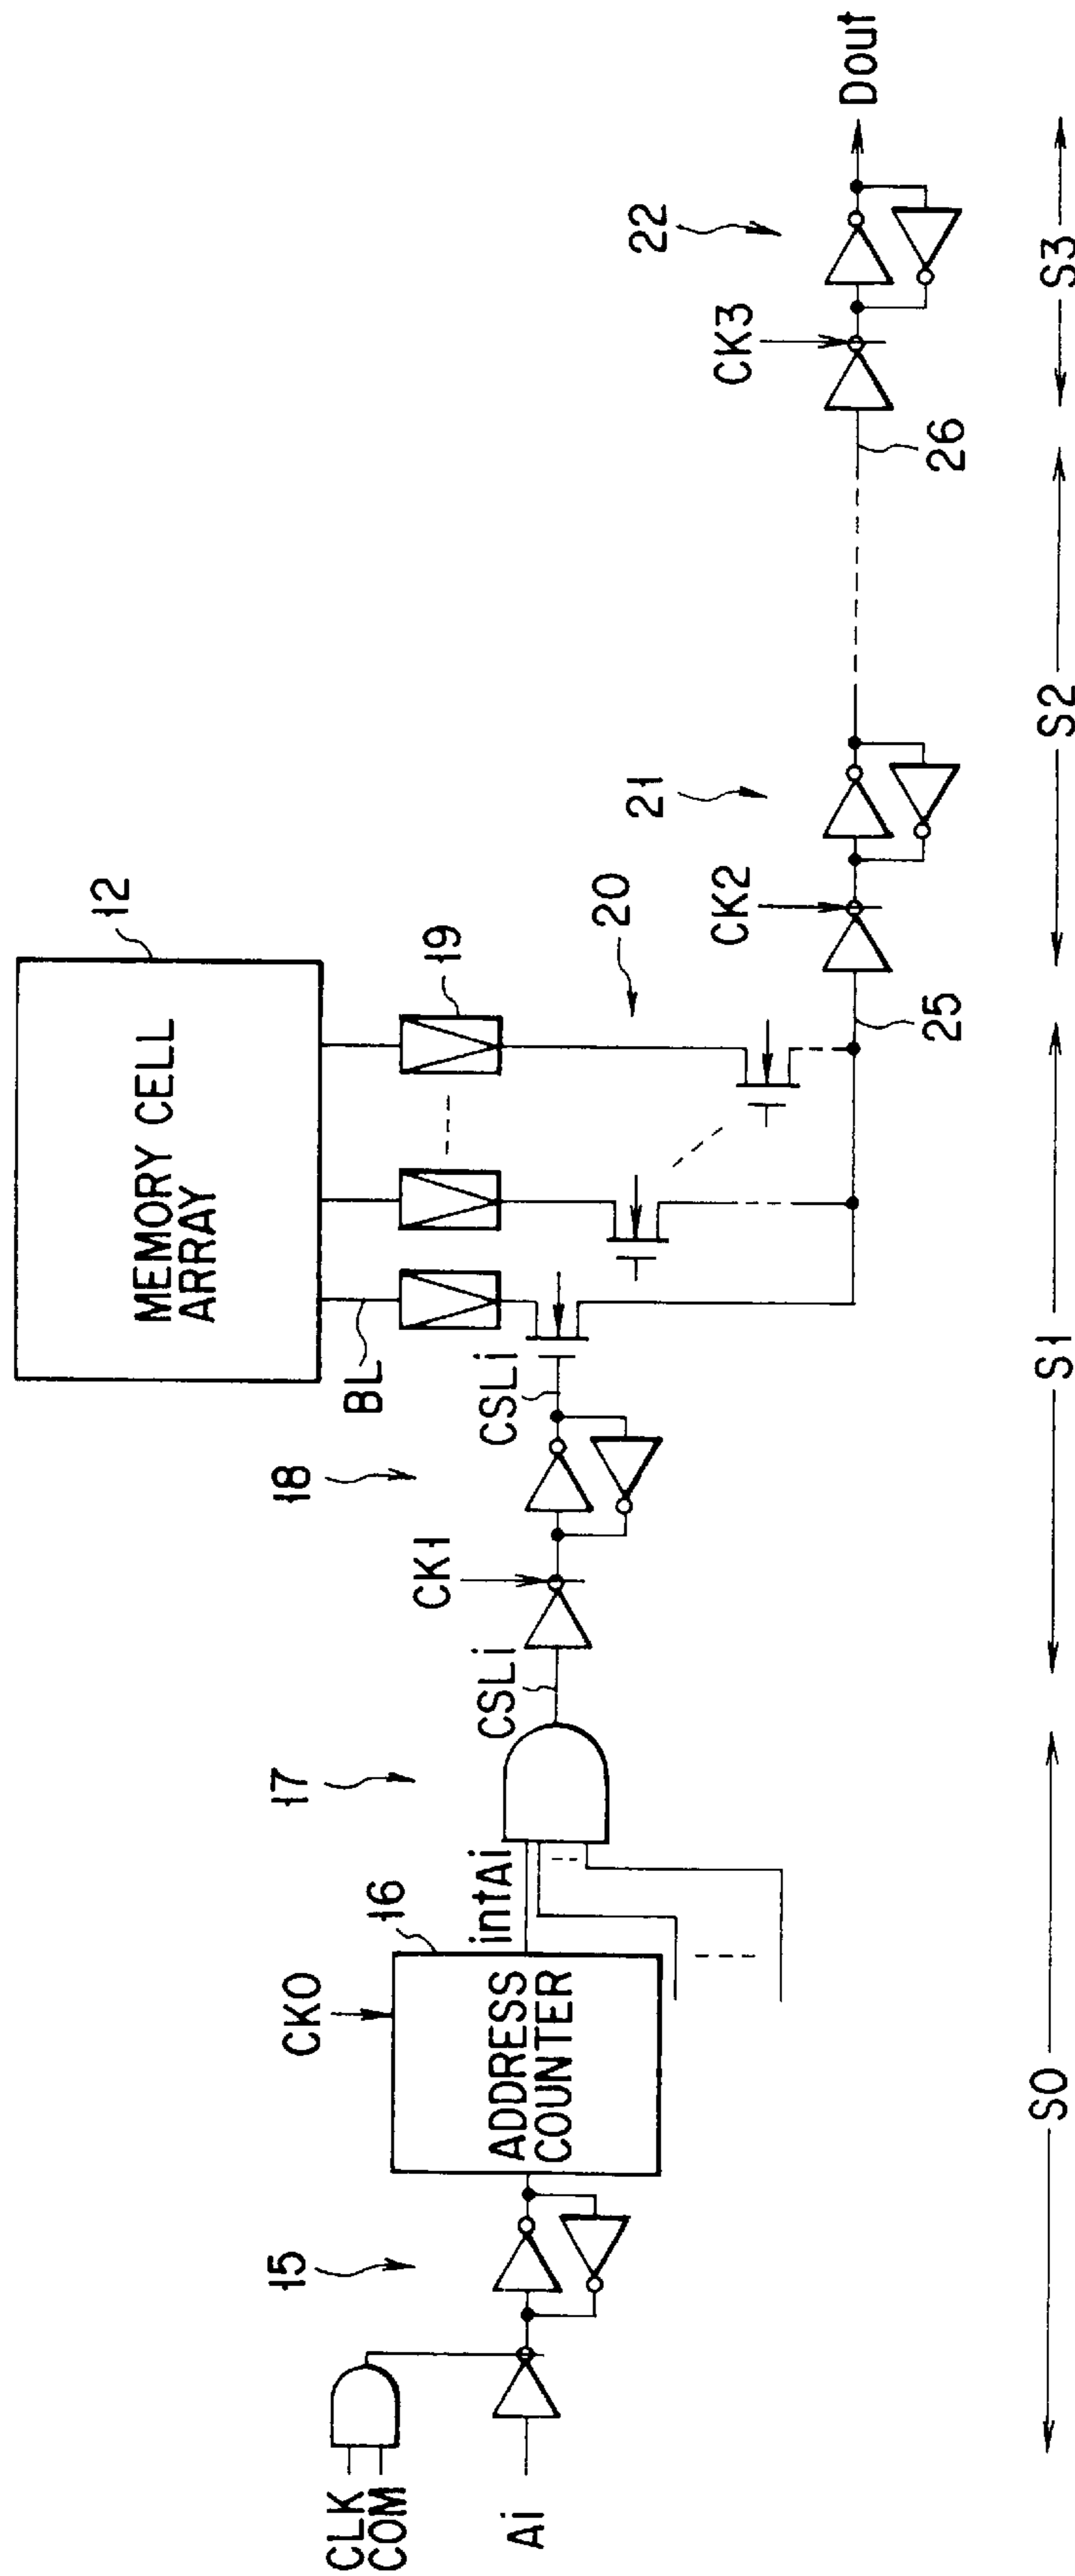 CLK
COM
Ai
15
CK0
ADDRESS
COUNTER
16
intAi
17
CSLi
CK1
18
CSLi
BL
MEMORY CELL
ARRAY
12
19
20
25
CK2
21
26
CK3
22
Dout
S0
S1
S2
S3